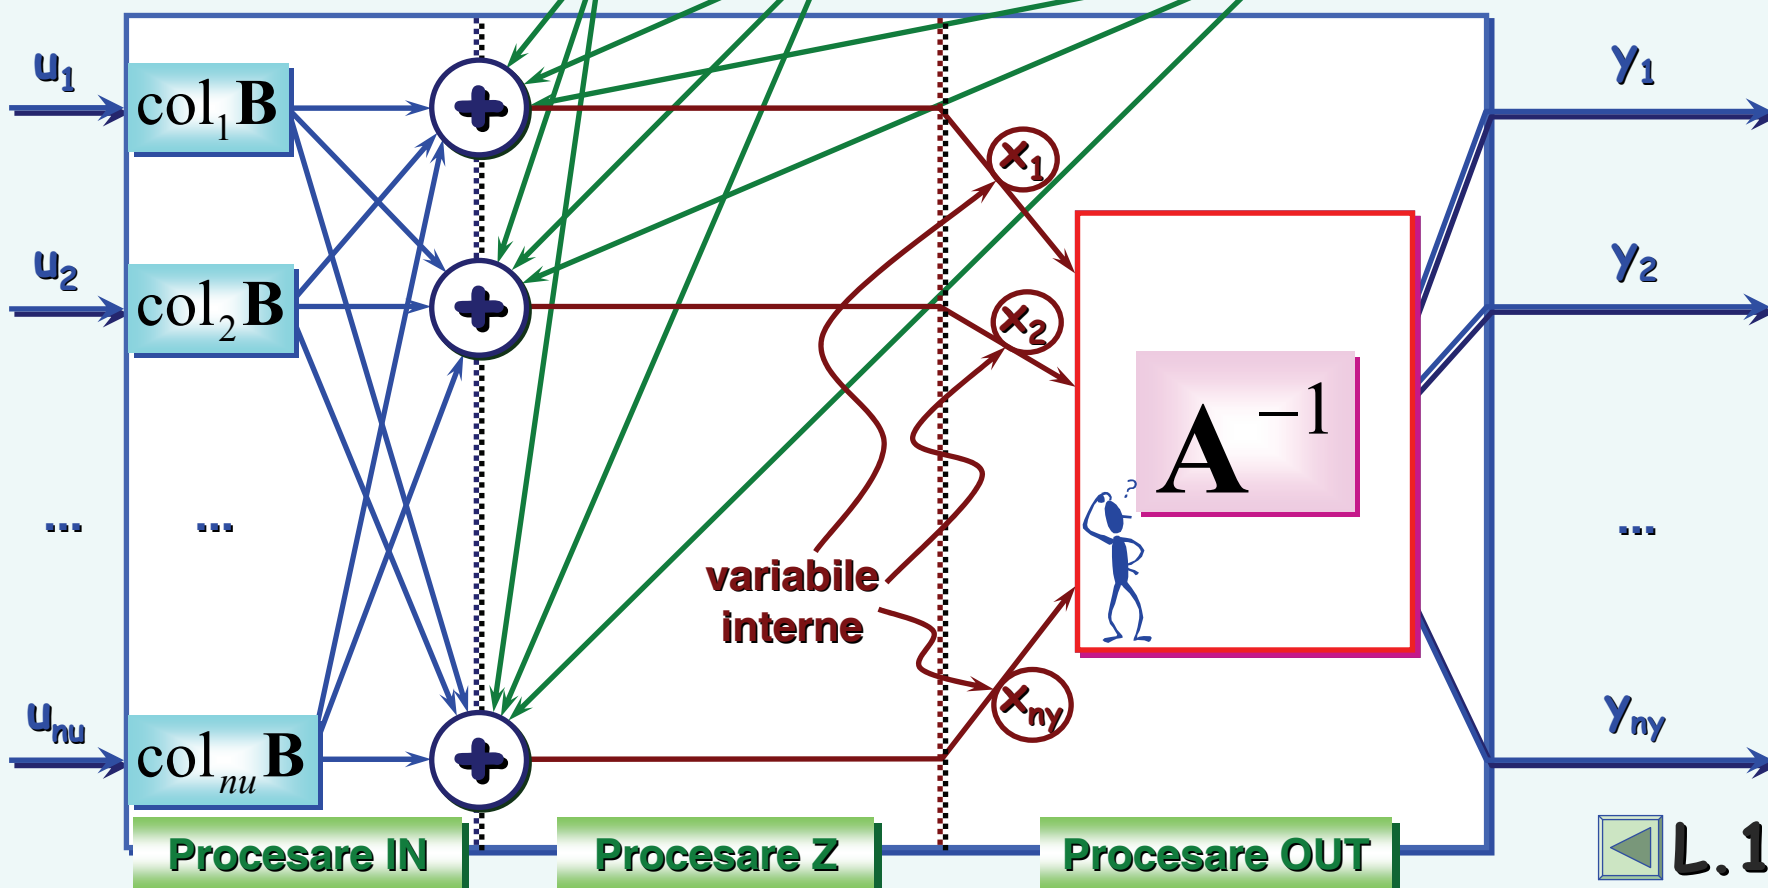 u1
y1
col1B
x1
u2
y2
col2B
x2
A−1
?
...
...
...
variabile
interne
unu
yny
xny
colnuB
Procesare IN
Procesare Z
Procesare OUT
L.1